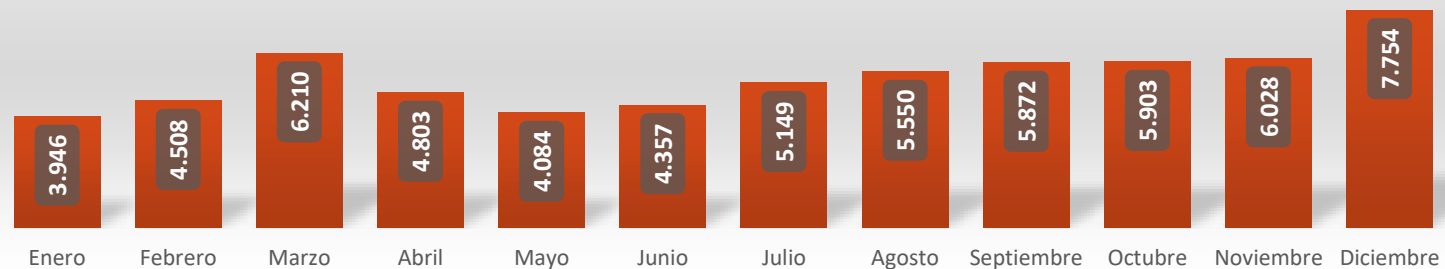 3.946 4.508 6.210 4.803 4.084 4.357 5.149 5.550 5.872 5.903 6.028 7.754
Enero Febrero Marzo Abril Mayo Junio Julio Agosto Septiembre Octubre Noviembre Diciembre